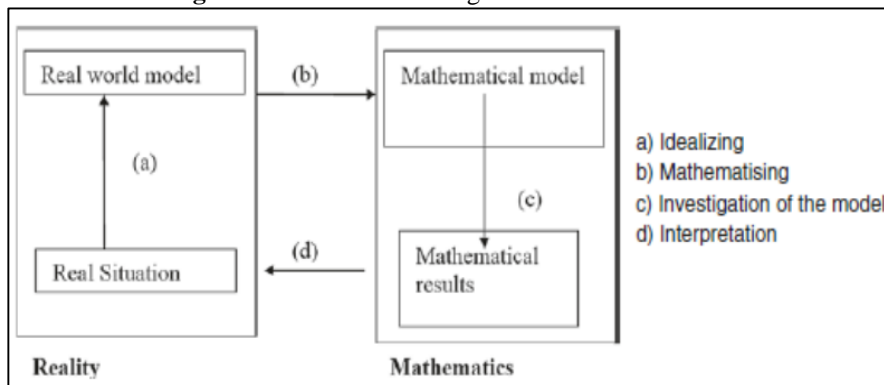 Real world model
(b)
Mathematical model
(a)
(c)
Real Situation
(d)
Mathematical
results
Reality
Mathematics
a) Idealizing
b) Mathematising
c) Investigation of the model
d) Interpretation